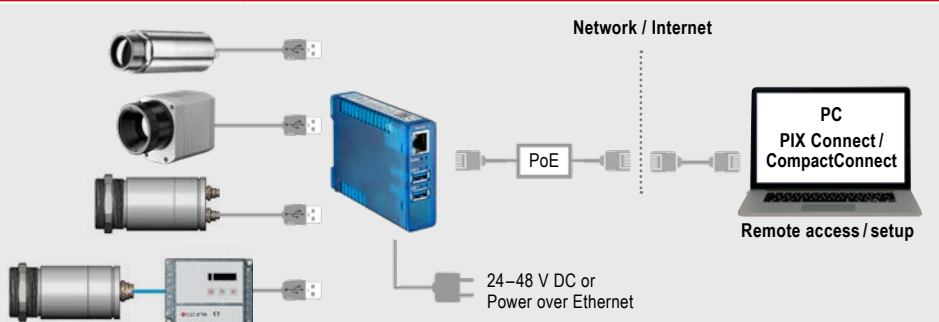 Network / Internet
PoE
PC
PIX Connect /
CompactConnect
Remote access / setup
24–48 V DC or
Power over Ethernet